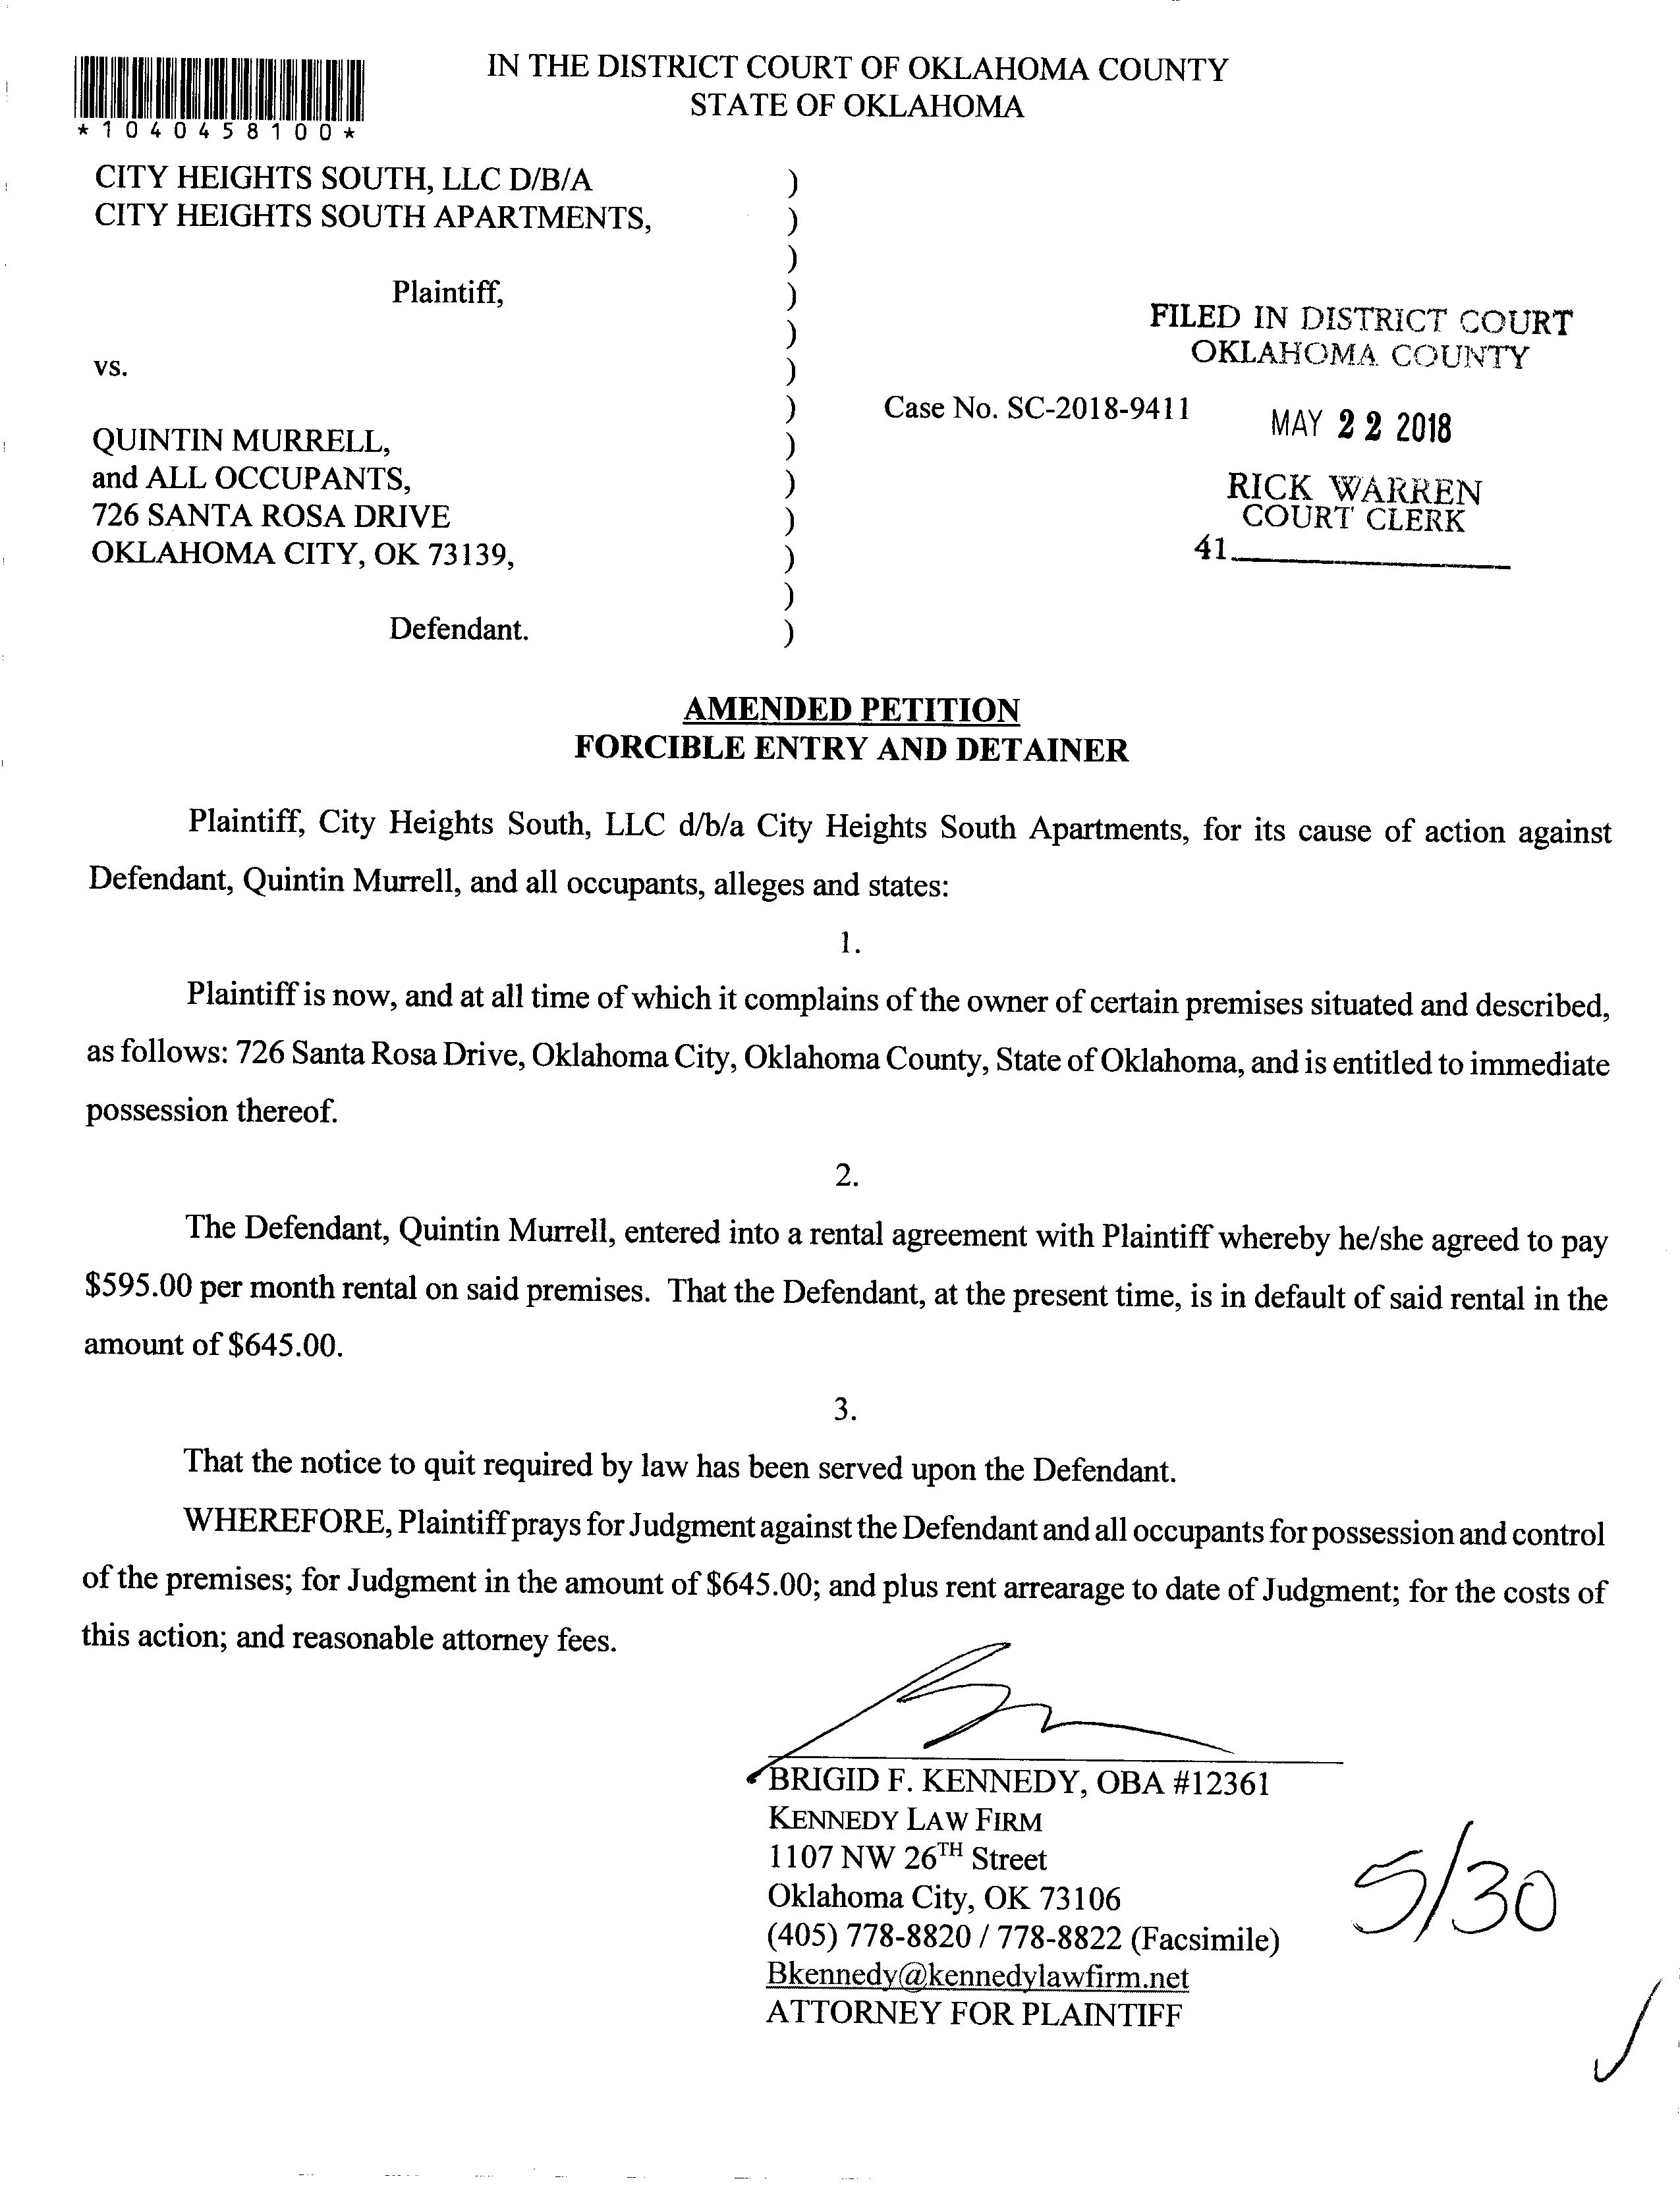 IN THE DISTRICT COURT OF OKLAHOMA COUNTY
STATE OF OKLAHOMA
*1040458100*
CITY HEIGHTS SOUTH, LLC D/B/A )
CITY HEIGHTS SOUTH APARTMENTS, )
)
Plaintiff, )
)
vs. )
)
QUINTIN MURRELL, )
and ALL OCCUPANTS, )
726 SANTA ROSA DRIVE )
OKLAHOMA CITY, OK 73139, )
)
Defendant. )
Case No. SC-2018-9411
FILED IN DISTRICT COURT
OKLAHOMA COUNTY
MAY 22 2018
RICK WARREN
COURT CLERK
41
AMENDED PETITION
FORCIBLE ENTRY AND DETAINER
Plaintiff, City Heights South, LLC d/b/a City Heights South Apartments, for its cause of action against
Defendant, Quintin Murrell, and all occupants, alleges and states:
1.
Plaintiff is now, and at all time of which it complains of the owner of certain premises situated and described,
as follows: 726 Santa Rosa Drive, Oklahoma City, Oklahoma County, State of Oklahoma, and is entitled to immediate
possession thereof.
2.
The Defendant, Quintin Murrell, entered into a rental agreement with Plaintiff whereby he/she agreed to pay
$595.00 per month rental on said premises. That the Defendant, at the present time, is in default of said rental in the
amount of $645.00.
3.
That the notice to quit required by law has been served upon the Defendant.
WHEREFORE, Plaintiff prays for Judgment against the Defendant and all occupants for possession and control
of the premises; for Judgment in the amount of $645.00; and plus rent arrearage to date of Judgment; for the costs of
this action; and reasonable attorney fees.
BRIGID F. KENNEDY, OBA #12361
KENNEDY LAW FIRM
1107 NW 26TH Street
Oklahoma City, OK 73106
(405) 778-8820 / 778-8822 (Facsimile)
Bkennedy@kennedylawfirm.net
ATTORNEY FOR PLAINTIFF
5/30